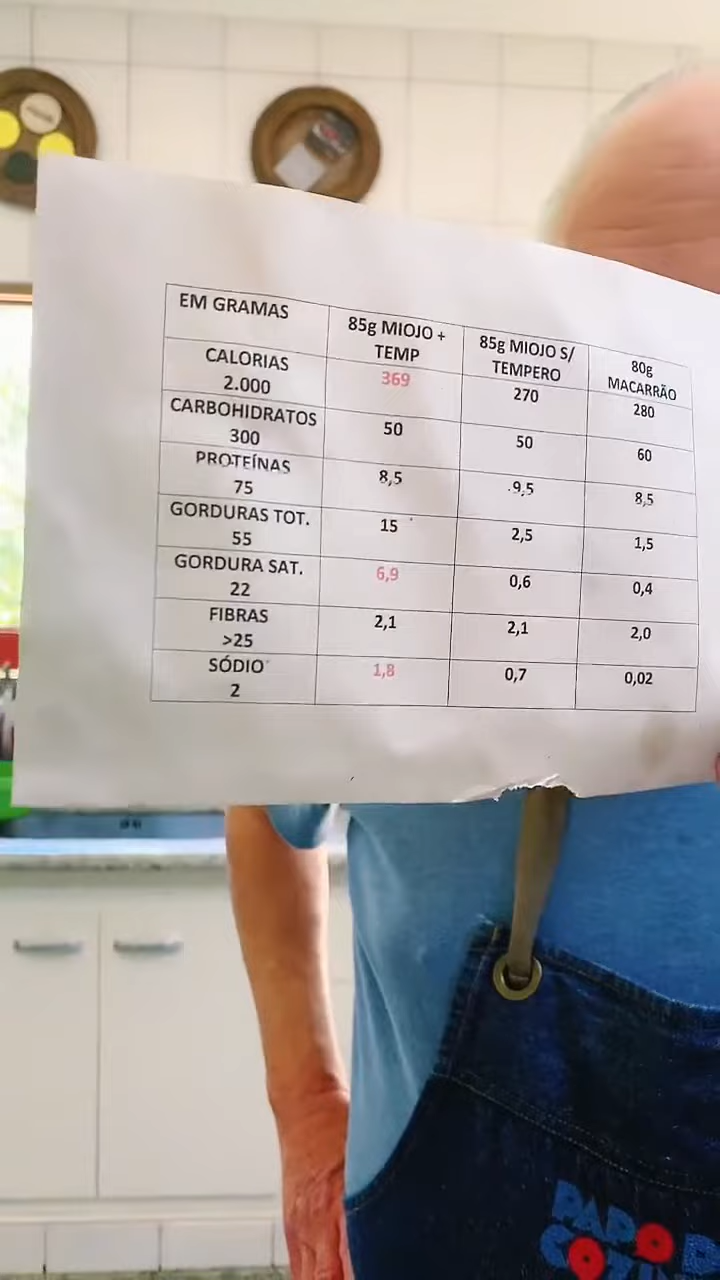 EM GRAMAS
85g MIOJO +
TEMP
85g MIOJO S/
TEMPERO
80g
MACARRÃO
CALORIAS
2.000
369
270
280
CARBOHIDRATOS
300
50
50
60
PROTEÍNAS
75
8,5
9,5
8,5
GORDURAS TOT.
55
15
2,5
1,5
GORDURA SAT.
22
6,9
0,6
0,4
FIBRAS
>25
2,1
2,1
2,0
SÓDIO
2
1,8
0,7
0,02
PAPO